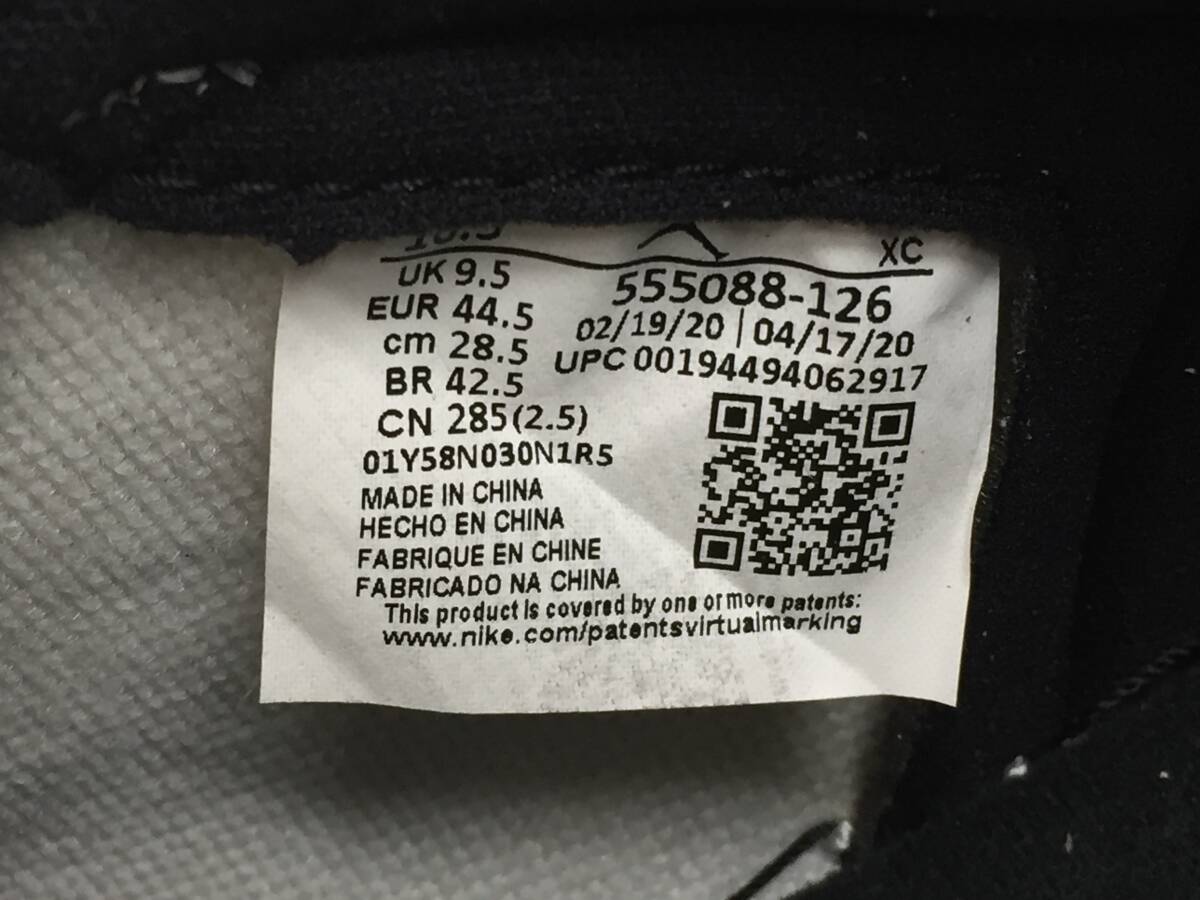 10.5
XC
UK 9.5
555088-126
EUR 44.5
02/19/20 | 04/17/20
cm 28.5
UPC 00194494062917
BR 42.5
CN 285(2.5)
01Y58N030N1R5
MADE IN CHINA
HECHO EN CHINA
FABRIQUE EN CHINE
FABRICADO NA CHINA
This product is covered by one or more patents:
www.nike.com/patentsvirtualmarking